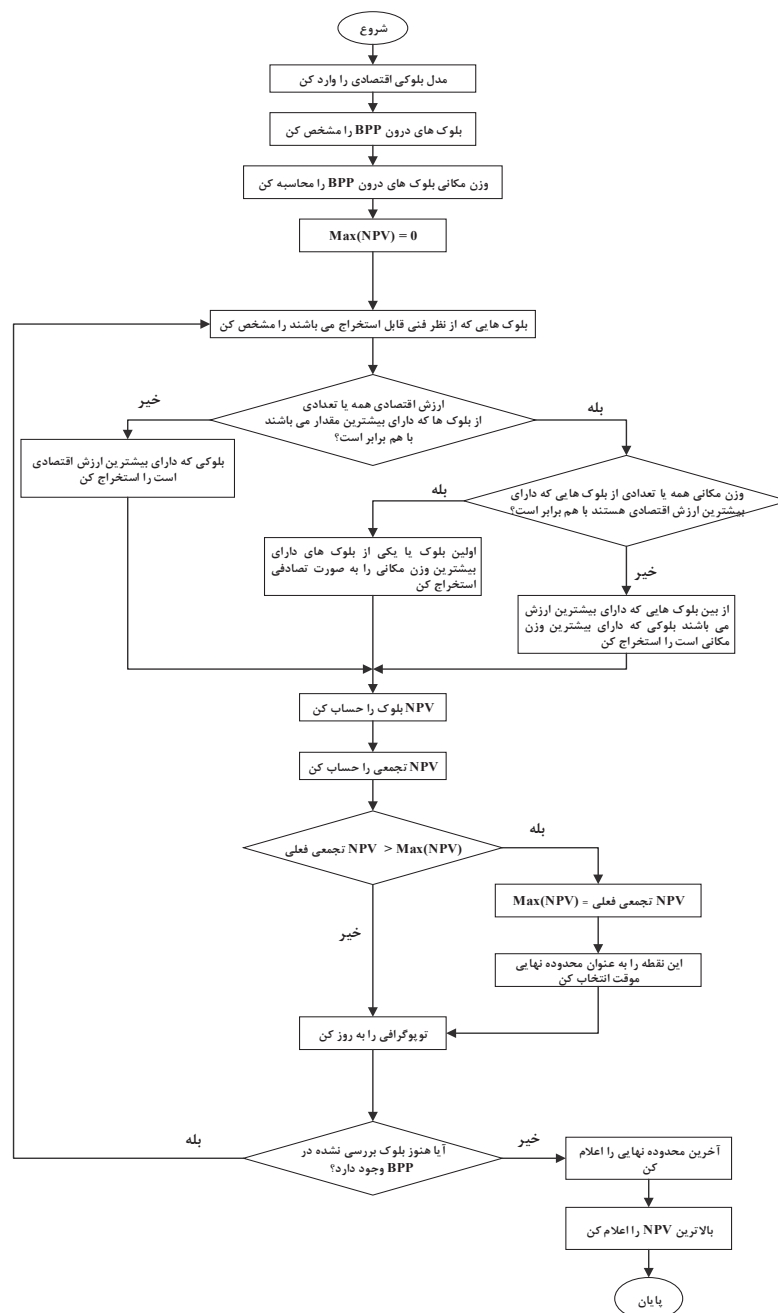 شروع
مدل بلوکی اقتصادی را وارد کن
بلوک های درون BPP را مشخص کن
وزن مکانی بلوک های درون BPP را محاسبه کن
Max(NPV) = 0
بلوک هایی که از نظر فنی قابل استخراج می باشند را مشخص کن
ارزش اقتصادی همه یا تعدادی
از بلوک ها که دارای بیشترین مقدار می باشند
با هم برابر است؟
بله
خیر
وزن مکانی همه یا تعدادی از بلوک هایی که دارای
بیشترین ارزش اقتصادی هستند با هم برابر است؟
بلوکی که دارای بیشترین ارزش اقتصادی
است را استخراج کن
بله
خیر
اولین بلوک یا یکی از بلوک های دارای
بیشترین وزن مکانی را به صورت تصادفی
استخراج کن
از بین بلوک هایی که دارای بیشترین ارزش
می باشند بلوکی که دارای بیشترین وزن
مکانی است را استخراج کن
NPV بلوک را حساب کن
NPV تجمعی را حساب کن
NPV تجمعی فعلی > Max(NPV)
بله
خیر
Max(NPV) = تجمعی فعلی NPV
این نقطه را به عنوان محدوده نهایی
موقت انتخاب کن
توپوگرافی را به روز کن
آیا هنوز بلوک بررسی نشده در
BPP وجود دارد؟
بله
خیر
آخرین محدوده نهایی را اعلام
کن
بالاترین NPV را اعلام کن
پایان